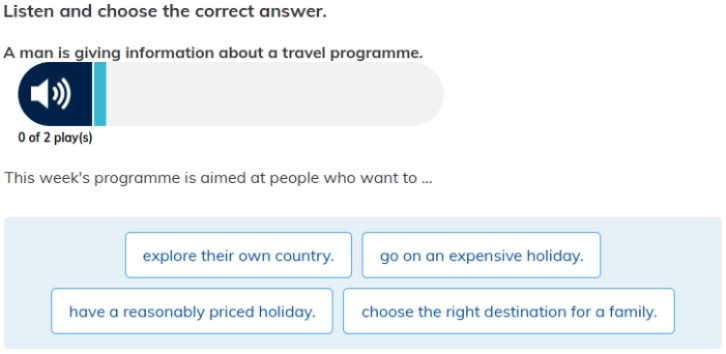 Listen and choose the correct answer.
A man is giving information about a travel programme.
0 of 2 play(s)
This week's programme is aimed at people who want to ...
explore their own country.
go on an expensive holiday.
have a reasonably priced holiday.
choose the right destination for a family.